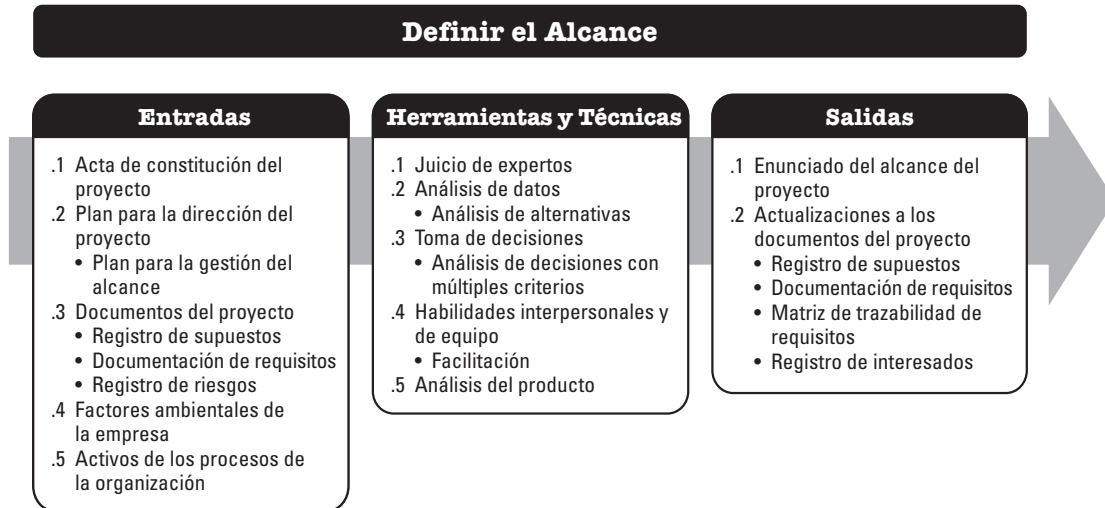 Definir el Alcance
Entradas
.1 Acta de constitución del
proyecto
.2 Plan para la dirección del
proyecto
• Plan para la gestión del
alcance
.3 Documentos del proyecto
• Registro de supuestos
• Documentación de requisitos
• Registro de riesgos
.4 Factores ambientales de
la empresa
.5 Activos de los procesos de
la organización
Herramientas y Técnicas
.1 Juicio de expertos
.2 Análisis de datos
• Análisis de alternativas
.3 Toma de decisiones
• Análisis de decisiones con
múltiples criterios
.4 Habilidades interpersonales y
de equipo
• Facilitación
.5 Análisis del producto
Salidas
.1 Enunciado del alcance del
proyecto
.2 Actualizaciones a los
documentos del proyecto
• Registro de supuestos
• Documentación de requisitos
• Matriz de trazabilidad de
requisitos
• Registro de interesados